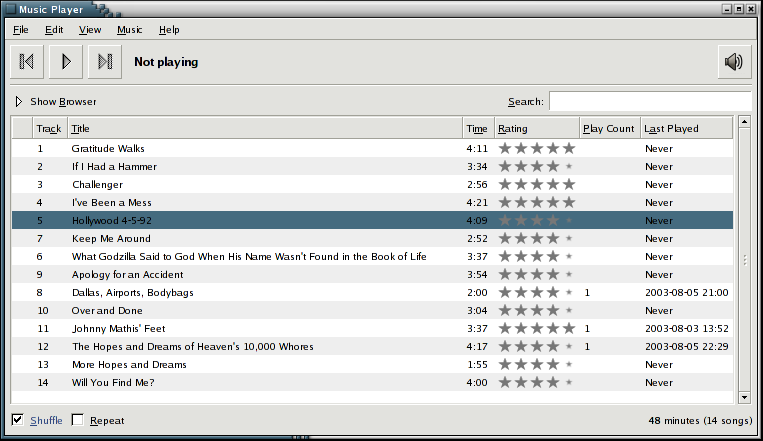 Music Player
File Edit View Music Help
Not playing
Show Browser Search:
Track Title Time Rating Play Count Last Played
1 Gratitude Walks 4:11 Never
2 If I Had a Hammer 3:34 Never
3 Challenger 2:56 Never
4 I've Been a Mess 4:21 Never
5 Hollywood 4-5-92 4:09 Never
7 Keep Me Around 2:52 Never
6 What Godzilla Said to God When His Name Wasn't Found in the Book of Life 3:37 Never
9 Apology for an Accident 3:54 Never
8 Dallas, Airports, Bodybags 2:00 1 2003-08-05 21:00
10 Over and Done 3:04 Never
11 Johnny Mathis' Feet 3:37 1 2003-08-03 13:52
12 The Hopes and Dreams of Heaven's 10,000 Whores 4:17 1 2003-08-05 22:29
13 More Hopes and Dreams 1:55 Never
14 Will You Find Me? 4:00 Never
Shuffle Repeat 48 minutes (14 songs)